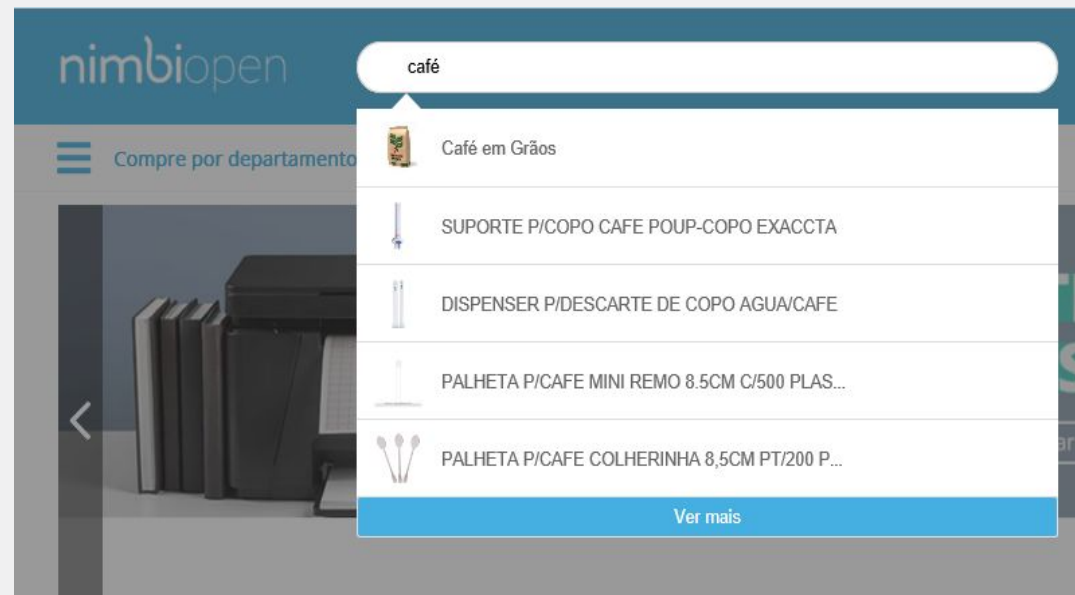 nimbiopen
café
Compre por departamento
Café em Grãos
SUPORTE P/COPO CAFE POUP-COPO EXACCTA
DISPENSER P/DESCARTE DE COPO AGUA/CAFE
PALHETA P/CAFE MINI REMO 8.5CM C/500 PLAS...
PALHETA P/CAFE COLHERINHA 8,5CM PT/200 P...
Ver mais